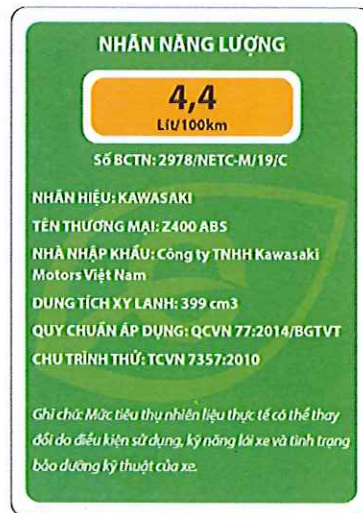 NHÃN NĂNG LƯỢNG
4,4
Lít/100km
Số BCTN: 2978/NETC-M/19/C
NHÃN HIỆU: KAWASAKI
TÊN THƯƠNG MẠI: Z400 ABS
NHÀ NHẬP KHẨU: Công ty TNHH Kawasaki
Motors Việt Nam
DUNG TÍCH XY LANH: 399 cm3
QUY CHUẨN ÁP DỤNG: QCVN 77:2014/BGTVT
CHU TRÌNH THỬ: TCVN 7357:2010
Ghi chú: Mức tiêu thụ nhiên liệu thực tế có thể thay
đổi do điều kiện sử dụng, kỹ năng lái xe và tình trạng
bảo dưỡng kỹ thuật của xe.